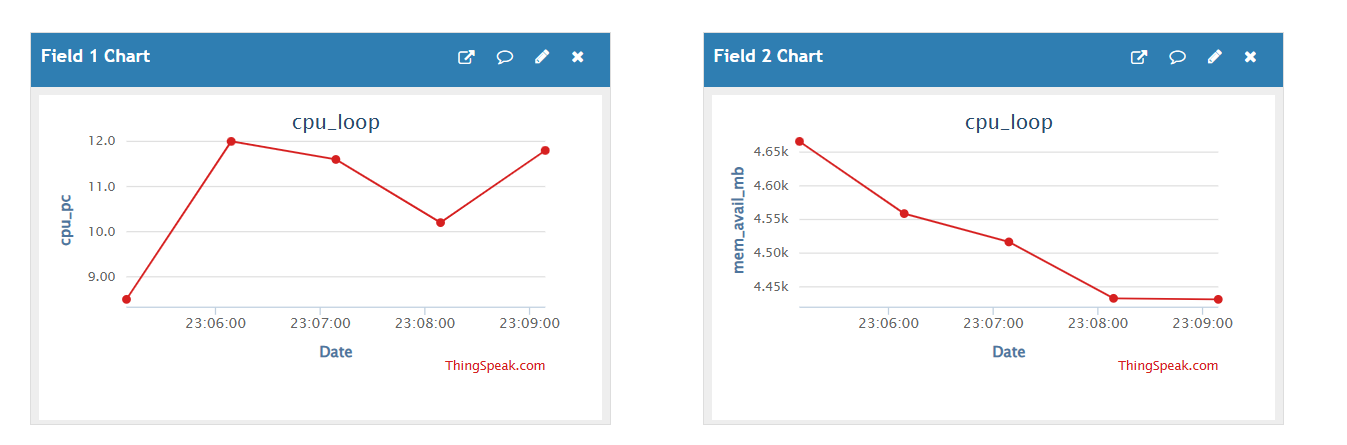 Field 1 Chart
cpu_loop
cpu_pc
12.0
11.0
10.0
9.00
23:06:00 23:07:00 23:08:00 23:09:00
Date
ThingSpeak.com
Field 2 Chart
cpu_loop
mem_avail_mb
4.65k
4.60k
4.55k
4.50k
4.45k
23:06:00 23:07:00 23:08:00 23:09:00
Date
ThingSpeak.com